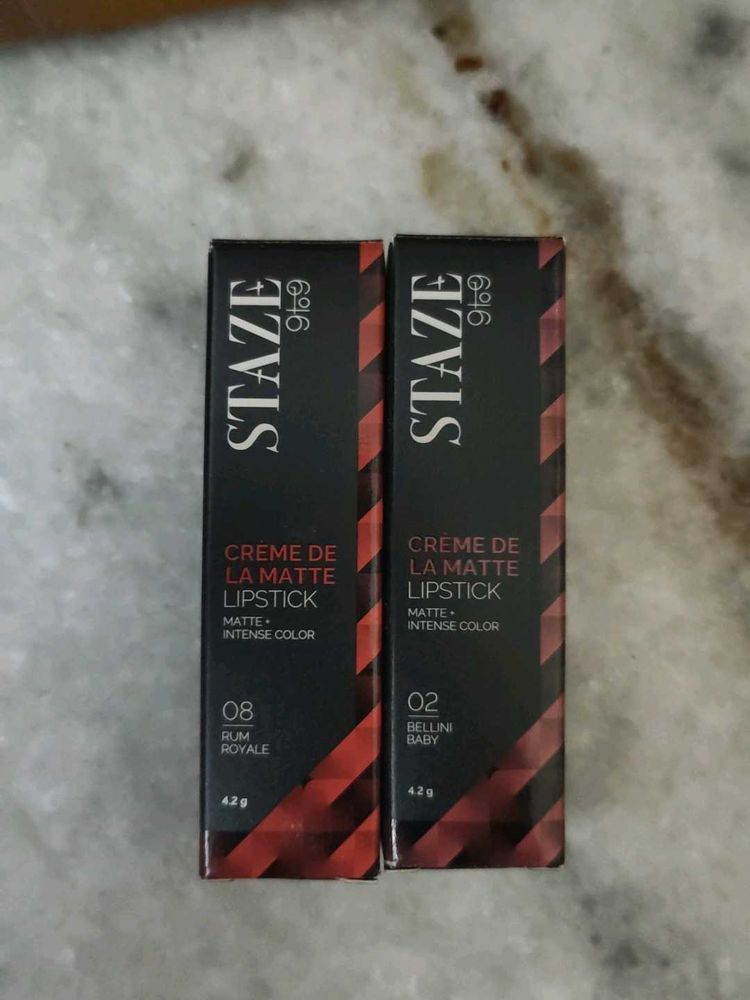 STAZE
9to9
CRÈME DE
LA MATTE
LIPSTICK
MATTE +
INTENSE COLOR
08
RUM
ROYALE
4.2 g
STAZE
9to9
CRÈME DE
LA MATTE
LIPSTICK
MATTE +
INTENSE COLOR
02
BELLINI
BABY
4.2 g